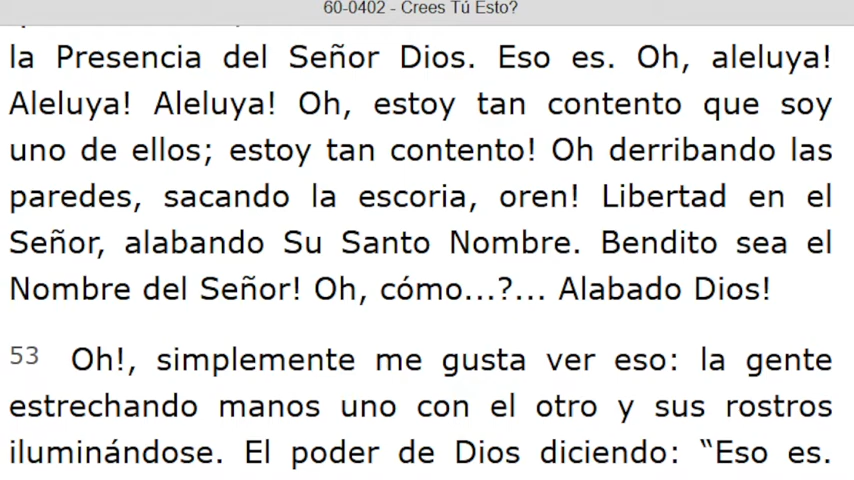 60-0402 - Crees Tú Esto?
la Presencia del Señor Dios. Eso es. Oh, aleluya!
Aleluya! Aleluya! Oh, estoy tan contento que soy
uno de ellos; estoy tan contento! Oh derribando las
paredes, sacando la escoria, oren! Libertad en el
Señor, alabando Su Santo Nombre. Bendito sea el
Nombre del Señor! Oh, cómo...?... Alabado Dios!
53 Oh!, simplemente me gusta ver eso: la gente
estrechando manos uno con el otro y sus rostros
iluminándose. El poder de Dios diciendo: “Eso es.